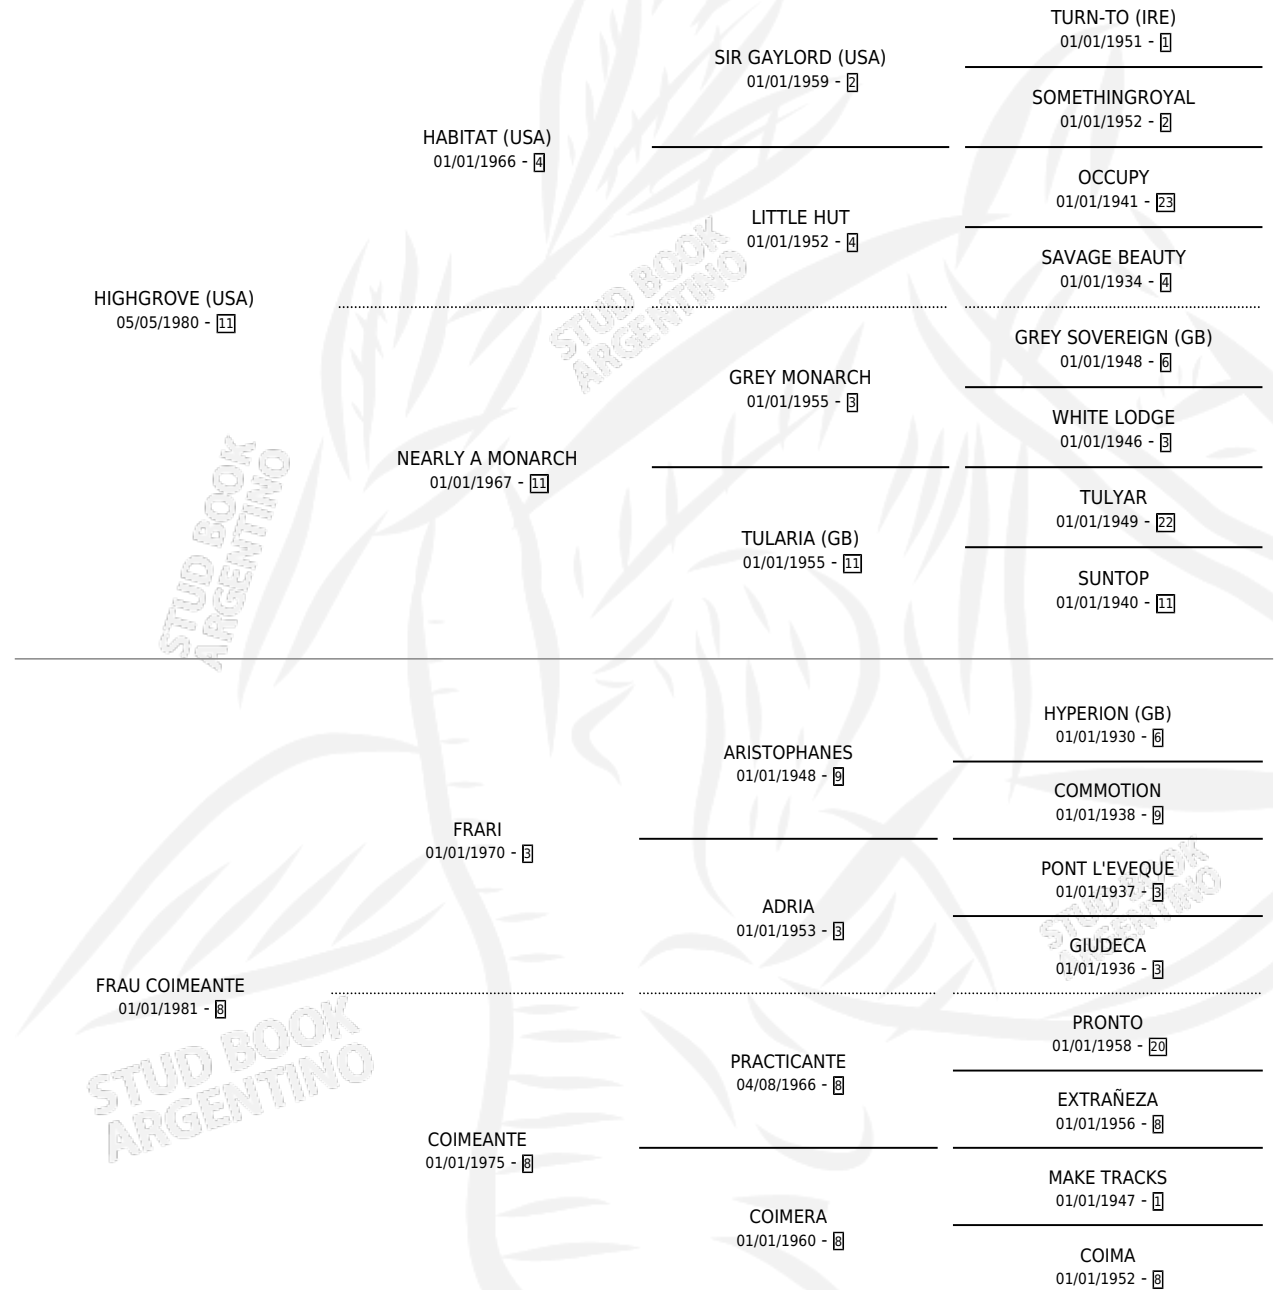 TURN-TO (IRE)
01/01/1951 - 1
SIR GAYLORD (USA)
01/01/1959 - 2
SOMETHINGROYAL
01/01/1952 - 2
HABITAT (USA)
01/01/1966 - 4
OCCUPY
01/01/1941 - 23
LITTLE HUT
01/01/1952 - 4
SAVAGE BEAUTY
01/01/1934 - 4
HIGHGROVE (USA)
05/05/1980 - 11
GREY SOVEREIGN (GB)
01/01/1948 - 6
GREY MONARCH
01/01/1955 - 3
WHITE LODGE
01/01/1946 - 3
NEARLY A MONARCH
01/01/1967 - 11
TULYAR
01/01/1949 - 22
TULARIA (GB)
01/01/1955 - 11
SUNTOP
01/01/1940 - 11
HYPERION (GB)
01/01/1930 - 6
ARISTOPHANES
01/01/1948 - 9
COMMOTION
01/01/1938 - 9
FRARI
01/01/1970 - 3
PONT L'EVEQUE
01/01/1937 - 3
ADRIA
01/01/1953 - 3
GIUDECA
01/01/1936 - 3
FRAU COIMEANTE
01/01/1981 - 8
PRONTO
01/01/1958 - 20
PRACTICANTE
04/08/1966 - 8
EXTRAÑEZA
01/01/1956 - 8
COIMEANTE
01/01/1975 - 8
MAKE TRACKS
01/01/1947 - 1
COIMERA
01/01/1960 - 8
COIMA
01/01/1952 - 8
STUD BOOK
ARGENTINO
STUD BOOK
ARGENTINO
STUD BOOK
ARGENTINO
STUD BOOK
ARGENTINO